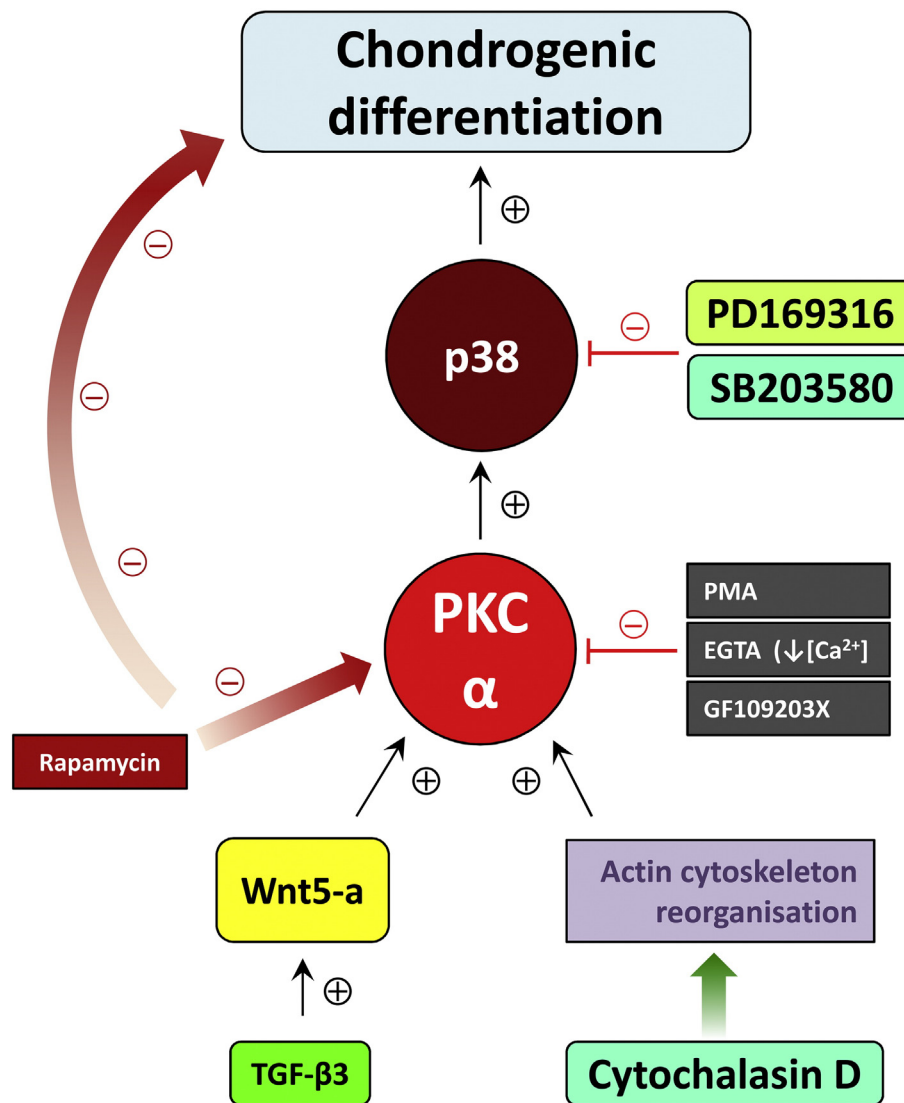 Chondrogenic
differentiation
⊕
⊖
p38
⊖
PD169316
SB203580
⊖
⊕
⊖
PKC
α
⊖
PMA
EGTA (↓[Ca²⁺]
GF109203X
⊖
Rapamycin
⊕
⊕
Wnt5-a
Actin cytoskeleton
reorganisation
⊕
TGF-β3
Cytochalasin D